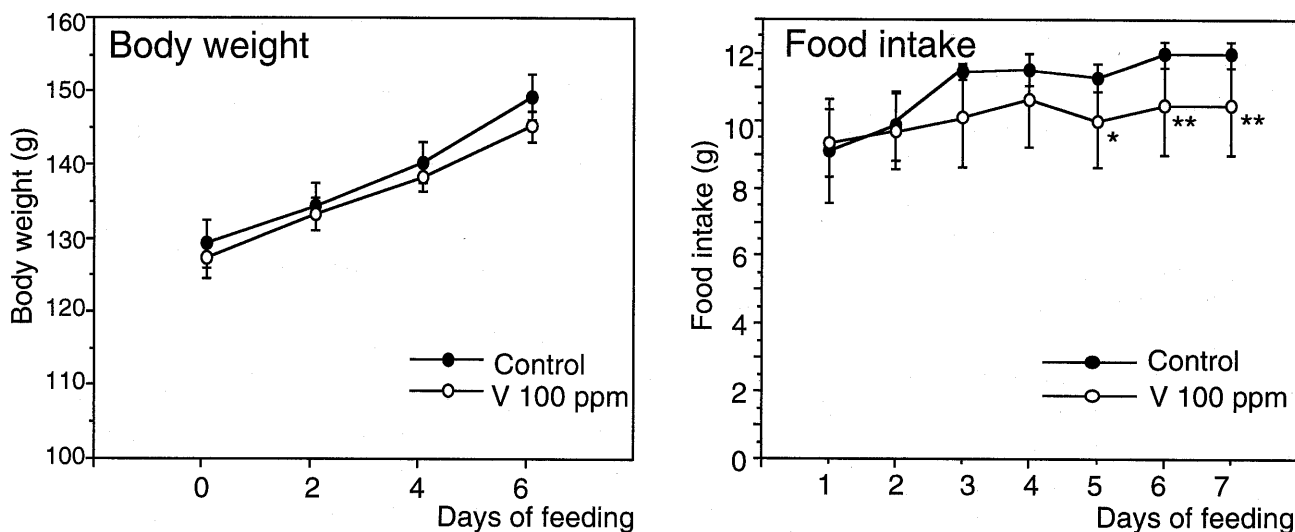 Body weight
Body weight (g)
160
150
140
130
120
110
100
Control
V 100 ppm
0 2 4 6
Days of feeding
Food intake
Food intake (g)
12
10
8
6
4
2
0
*
**
**
Control
V 100 ppm
1 2 3 4 5 6 7
Days of feeding